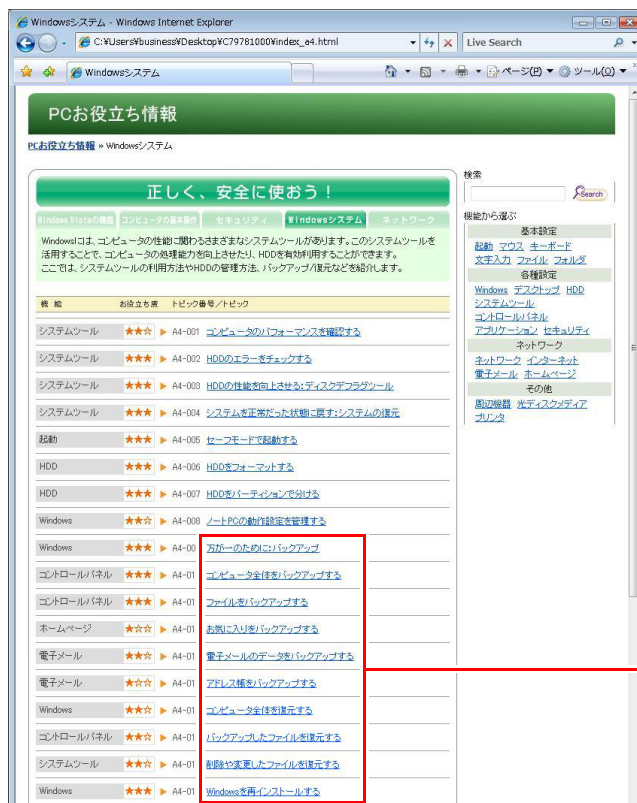 Windowsシステム - Windows Internet Explorer
C:¥Users¥business¥Desktop¥C79781000¥index_a4.html
Live Search
Windowsシステム
ページ(P)
ツール(O)
PCお役立ち情報
PCお役立ち情報 » Windowsシステム
正しく、安全に使おう！
Windows Vistaの機能 コンピュータの基本操作 セキュリティ Windowsシステム ネットワーク
Windowsには、コンピュータの性能に関わるさまざまなシステムツールがあります。このシステムツールを
活用することで、コンピュータの処理能力を向上させたり、HDDを有効利用することができます。
ここでは、システムツールの利用方法やHDDの管理方法、バックアップ/復元などを紹介します。
機 能 お役立ち度 トピック番号／トピック
システムツール ★★☆ A4-001 コンピュータのパフォーマンスを確認する
システムツール ★★☆ A4-002 HDDのエラーをチェックする
システムツール ★★★ A4-003 HDDの性能を向上させる:ディスクデフラグツール
システムツール ★★★ A4-004 システムを正常だった状態に戻す:システムの復元
起動 ★★★ A4-005 セーフモードで起動する
HDD ★★★ A4-006 HDDをフォーマットする
HDD ★★★ A4-007 HDDをパーティションで分ける
Windows ★★☆ A4-008 ノートPCの動作設定を管理する
Windows ★★★ A4-00 万が一のために:バックアップ
コントロールパネル ★★★ A4-01 コンピュータ全体をバックアップする
コントロールパネル ★★★ A4-01 ファイルをバックアップする
ホームページ ★☆☆ A4-01 お気に入りをバックアップする
電子メール ★★☆ A4-01 電子メールのデータをバックアップする
電子メール ★☆☆ A4-01 アドレス帳をバックアップする
Windows ★★☆ A4-01 コンピュータ全体を復元する
コントロールパネル ★★☆ A4-01 バックアップしたファイルを復元する
システムツール ★★☆ A4-01 削除や変更したファイルを復元する
Windows ★★★ A4-01 Windowsを再インストールする
検索
Search
機能から選ぶ
基本設定
起動 マウス キーボード
文字入力 ファイル フォルダ
各種設定
Windows デスクトップ HDD
システムツール
コントロールパネル
アプリケーション セキュリティ
ネットワーク
ネットワーク インターネット
電子メール ホームページ
その他
周辺機器 光ディスクメディア
プリンタ